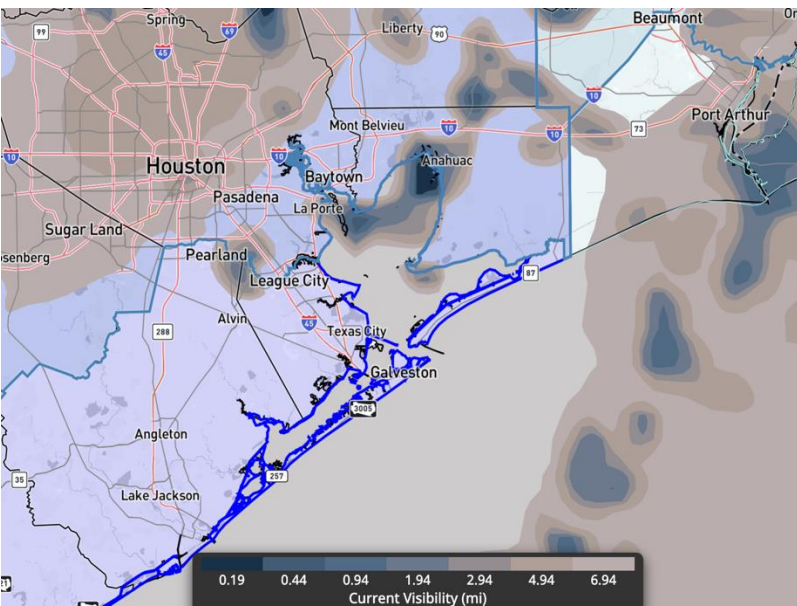 Spring
Beaumont
99
69
Liberty
90
45
10
Port Arthur
73
Mont Belvieu
10
10
10
10
Anahuac
Houston
Baytown
Pasadena
La Porte
Sugar Land
senberg
Pearland
League City
87
288
Alvin
45
Texas City
Galveston
3005
Angleton
35
257
Lake Jackson
0.19 0.44 0.94 1.94 2.94 4.94 6.94
Current Visibility (mi)